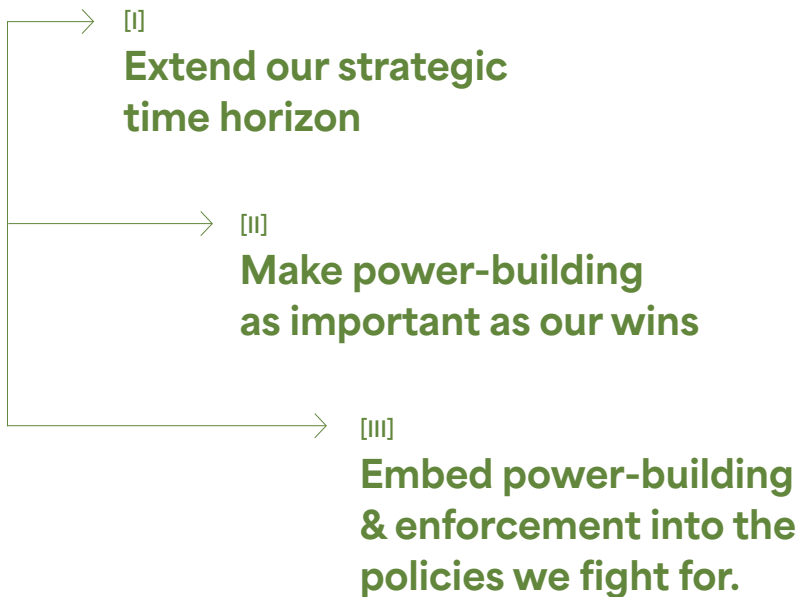 [I]
Extend our strategic
time horizon
[II]
Make power-building
as important as our wins
[III]
Embed power-building
& enforcement into the
policies we fight for.